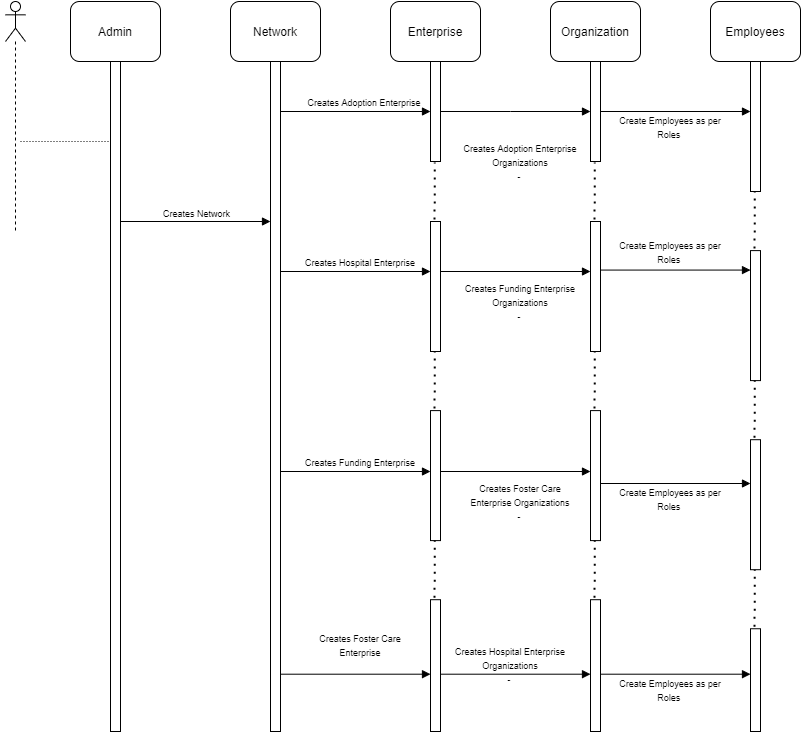 Admin
Network
Enterprise
Organization
Employees
Creates Adoption Enterprise
Create Employees as per
Roles
Creates Adoption Enterprise
Organizations
-
Creates Network
Create Employees as per
Roles
Creates Hospital Enterprise
Creates Funding Enterprise
Organizations
-
Creates Funding Enterprise
Creates Foster Care
Enterprise Organizations
-
Create Employees as per
Roles
Creates Foster Care
Enterprise
Creates Hospital Enterprise
Organizations
-
Create Employees as per
Roles